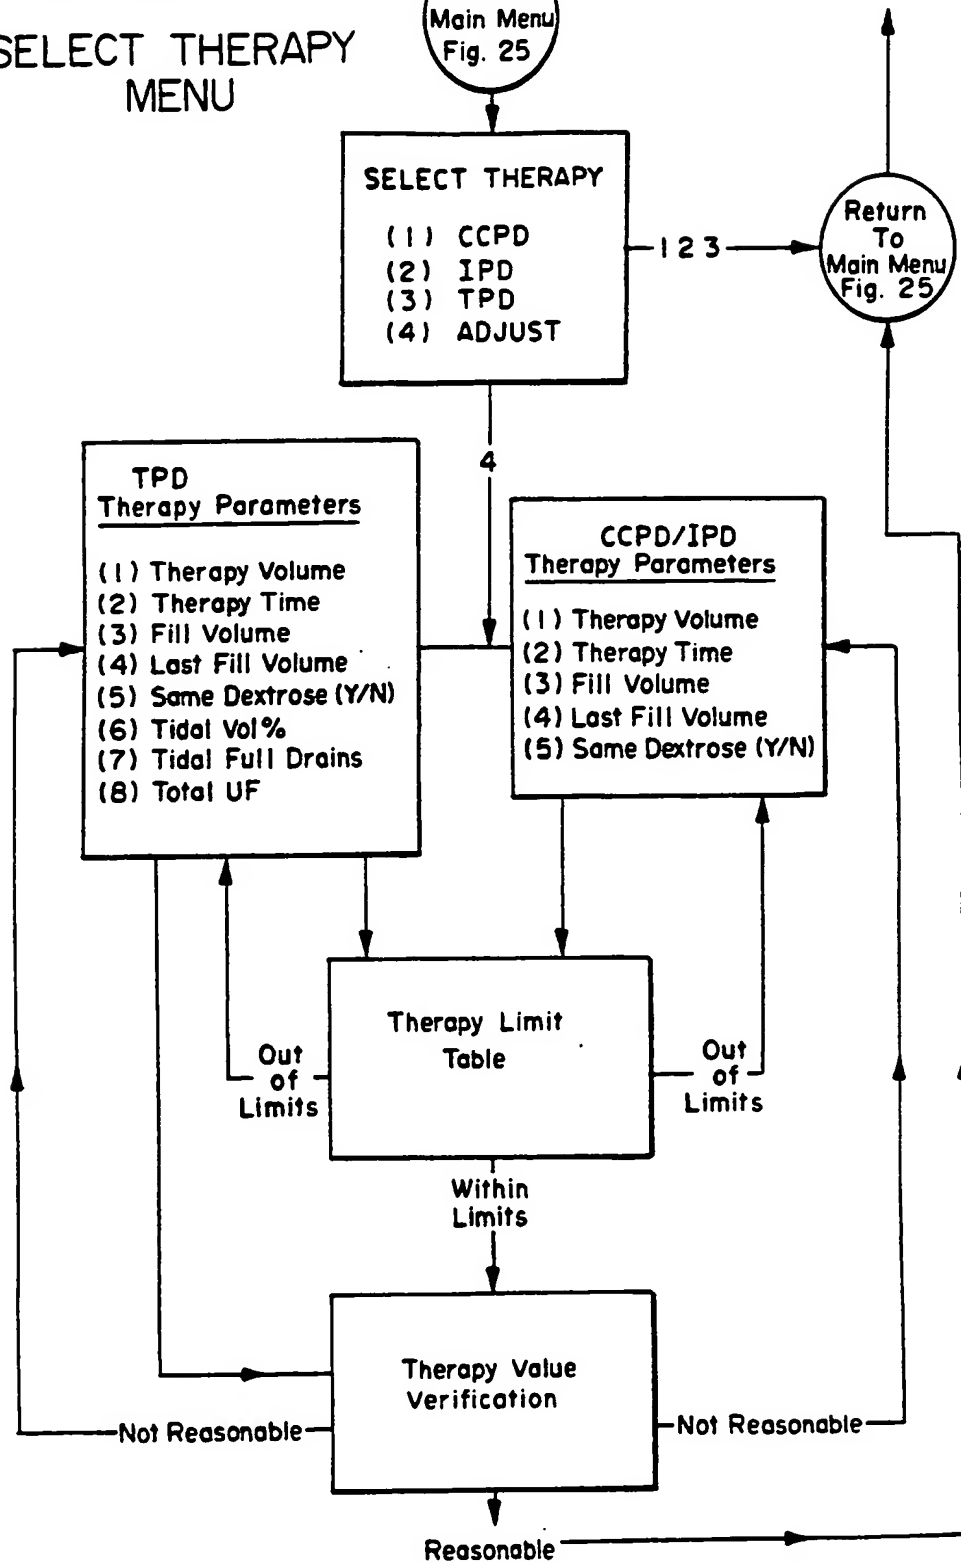 SELECT THERAPY
MENU
Main Menu
Fig. 25
SELECT THERAPY
(1) CCPD
(2) IPD
(3) TPD
(4) ADJUST
1 2 3
Return
To
Main Menu
Fig. 25
4
TPD
Therapy Parameters
(1) Therapy Volume
(2) Therapy Time
(3) Fill Volume
(4) Last Fill Volume
(5) Same Dextrose (Y/N)
(6) Tidal Vol%
(7) Tidal Full Drains
(8) Total UF
CCPD/IPD
Therapy Parameters
(1) Therapy Volume
(2) Therapy Time
(3) Fill Volume
(4) Last Fill Volume
(5) Same Dextrose (Y/N)
Therapy Limit
Table
Out
of
Limits
Out
of
Limits
Within
Limits
Therapy Value
Verification
Not Reasonable
Not Reasonable
Reasonable